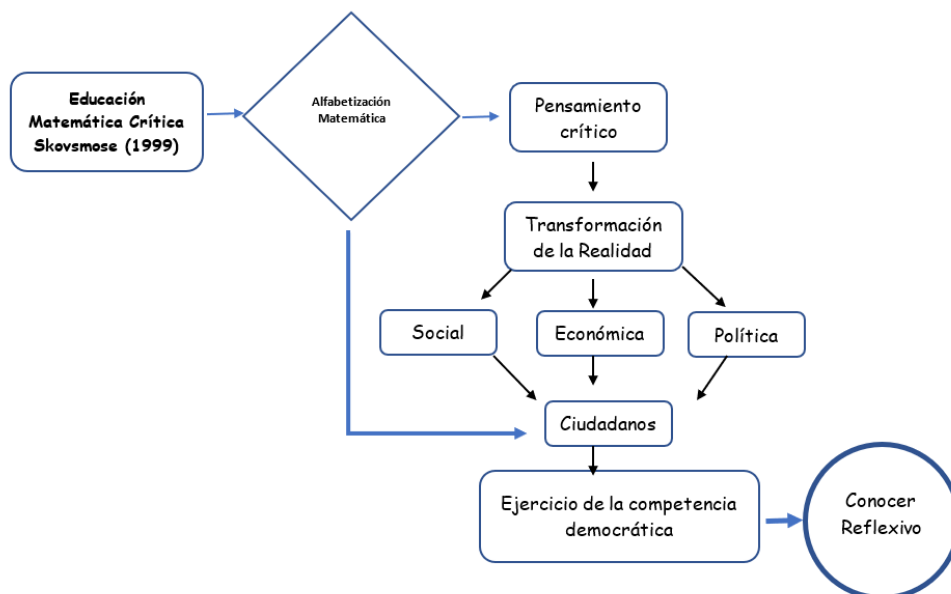 Educación
Matemática Crítica
Skovsmose (1999)
Alfabetización
Matemática
Pensamiento
crítico
Transformación
de la Realidad
Social
Económica
Política
Ciudadanos
Ejercicio de la competencia
democrática
Conocer
Reflexivo